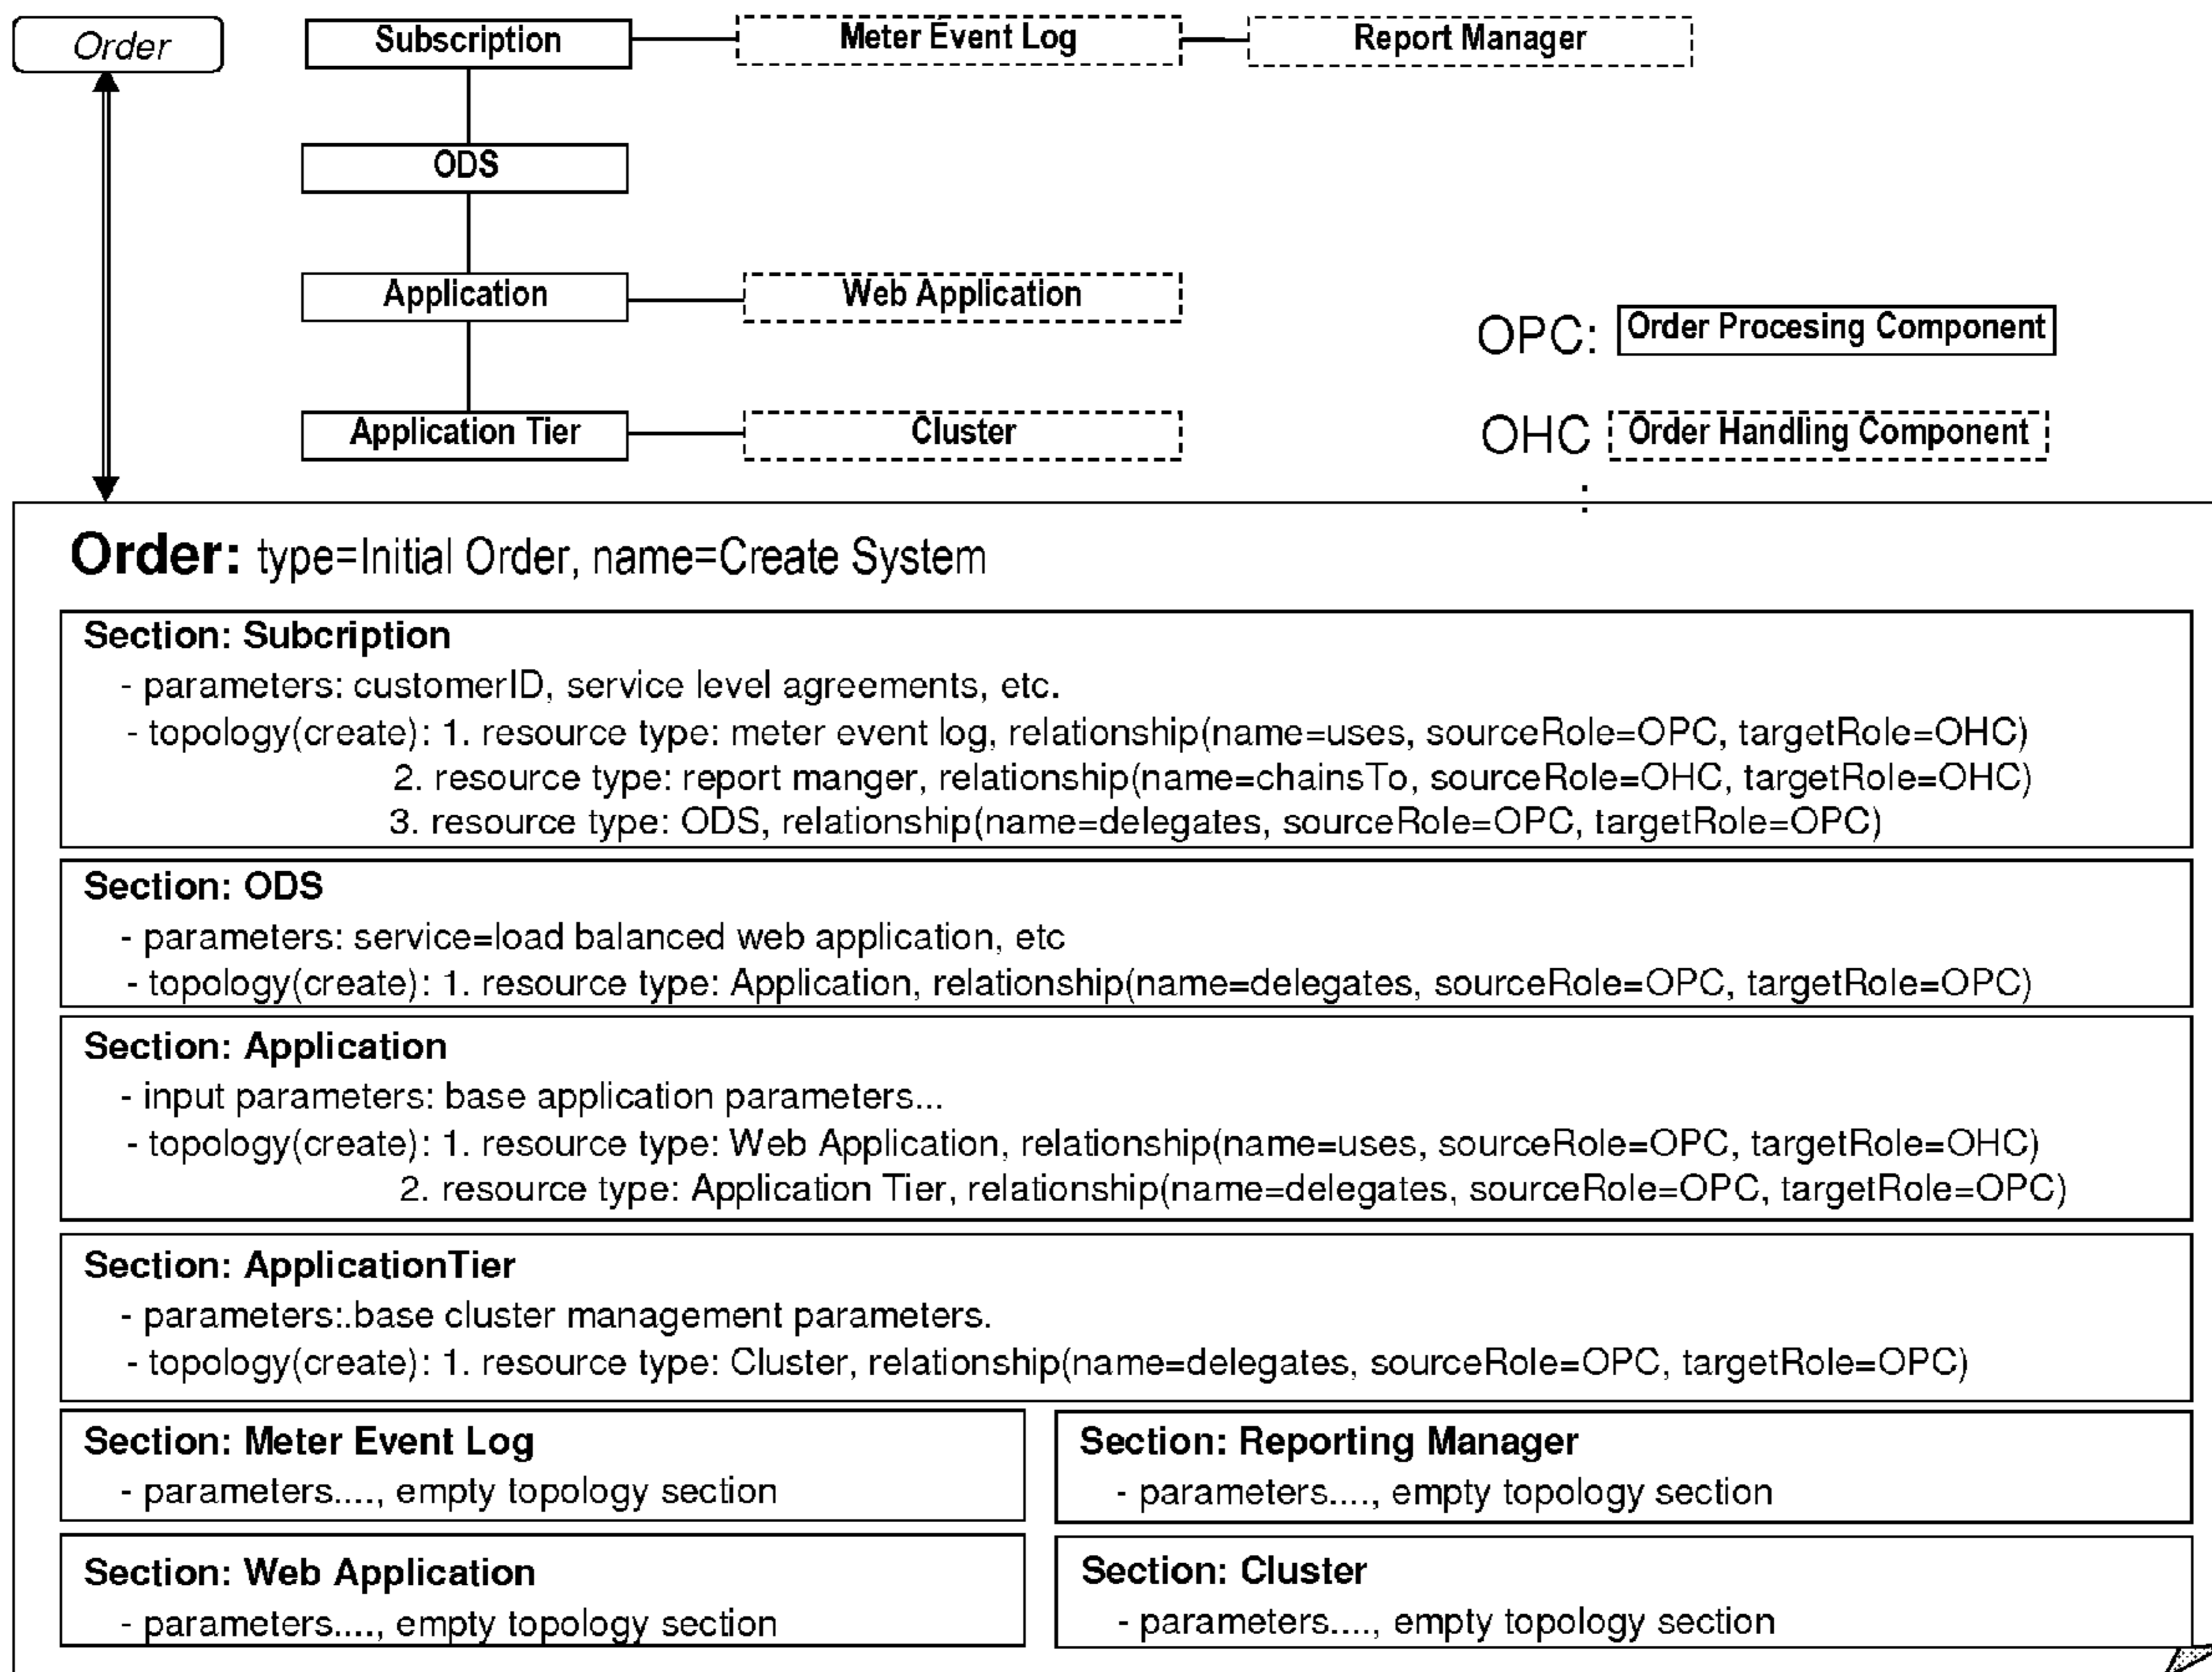 Order
Subscription
Meter Event Log
Report Manager
ODS
Application
Web Application
OPC: Order Procesing Component
Application Tier
Cluster
OHC Order Handling Component
:
Order: type=Initial Order, name=Create System
Section: Subcription
- parameters: customerID, service level agreements, etc.
- topology(create): 1. resource type: meter event log, relationship(name=uses, sourceRole=OPC, targetRole=OHC)
2. resource type: report manger, relationship(name=chainsTo, sourceRole=OHC, targetRole=OHC)
3. resource type: ODS, relationship(name=delegates, sourceRole=OPC, targetRole=OPC)
Section: ODS
- parameters: service=load balanced web application, etc
- topology(create): 1. resource type: Application, relationship(name=delegates, sourceRole=OPC, targetRole=OPC)
Section: Application
- input parameters: base application parameters...
- topology(create): 1. resource type: Web Application, relationship(name=uses, sourceRole=OPC, targetRole=OHC)
2. resource type: Application Tier, relationship(name=delegates, sourceRole=OPC, targetRole=OPC)
Section: ApplicationTier
- parameters:.base cluster management parameters.
- topology(create): 1. resource type: Cluster, relationship(name=delegates, sourceRole=OPC, targetRole=OPC)
Section: Meter Event Log
- parameters...., empty topology section
Section: Reporting Manager
- parameters...., empty topology section
Section: Web Application
- parameters...., empty topology section
Section: Cluster
- parameters...., empty topology section